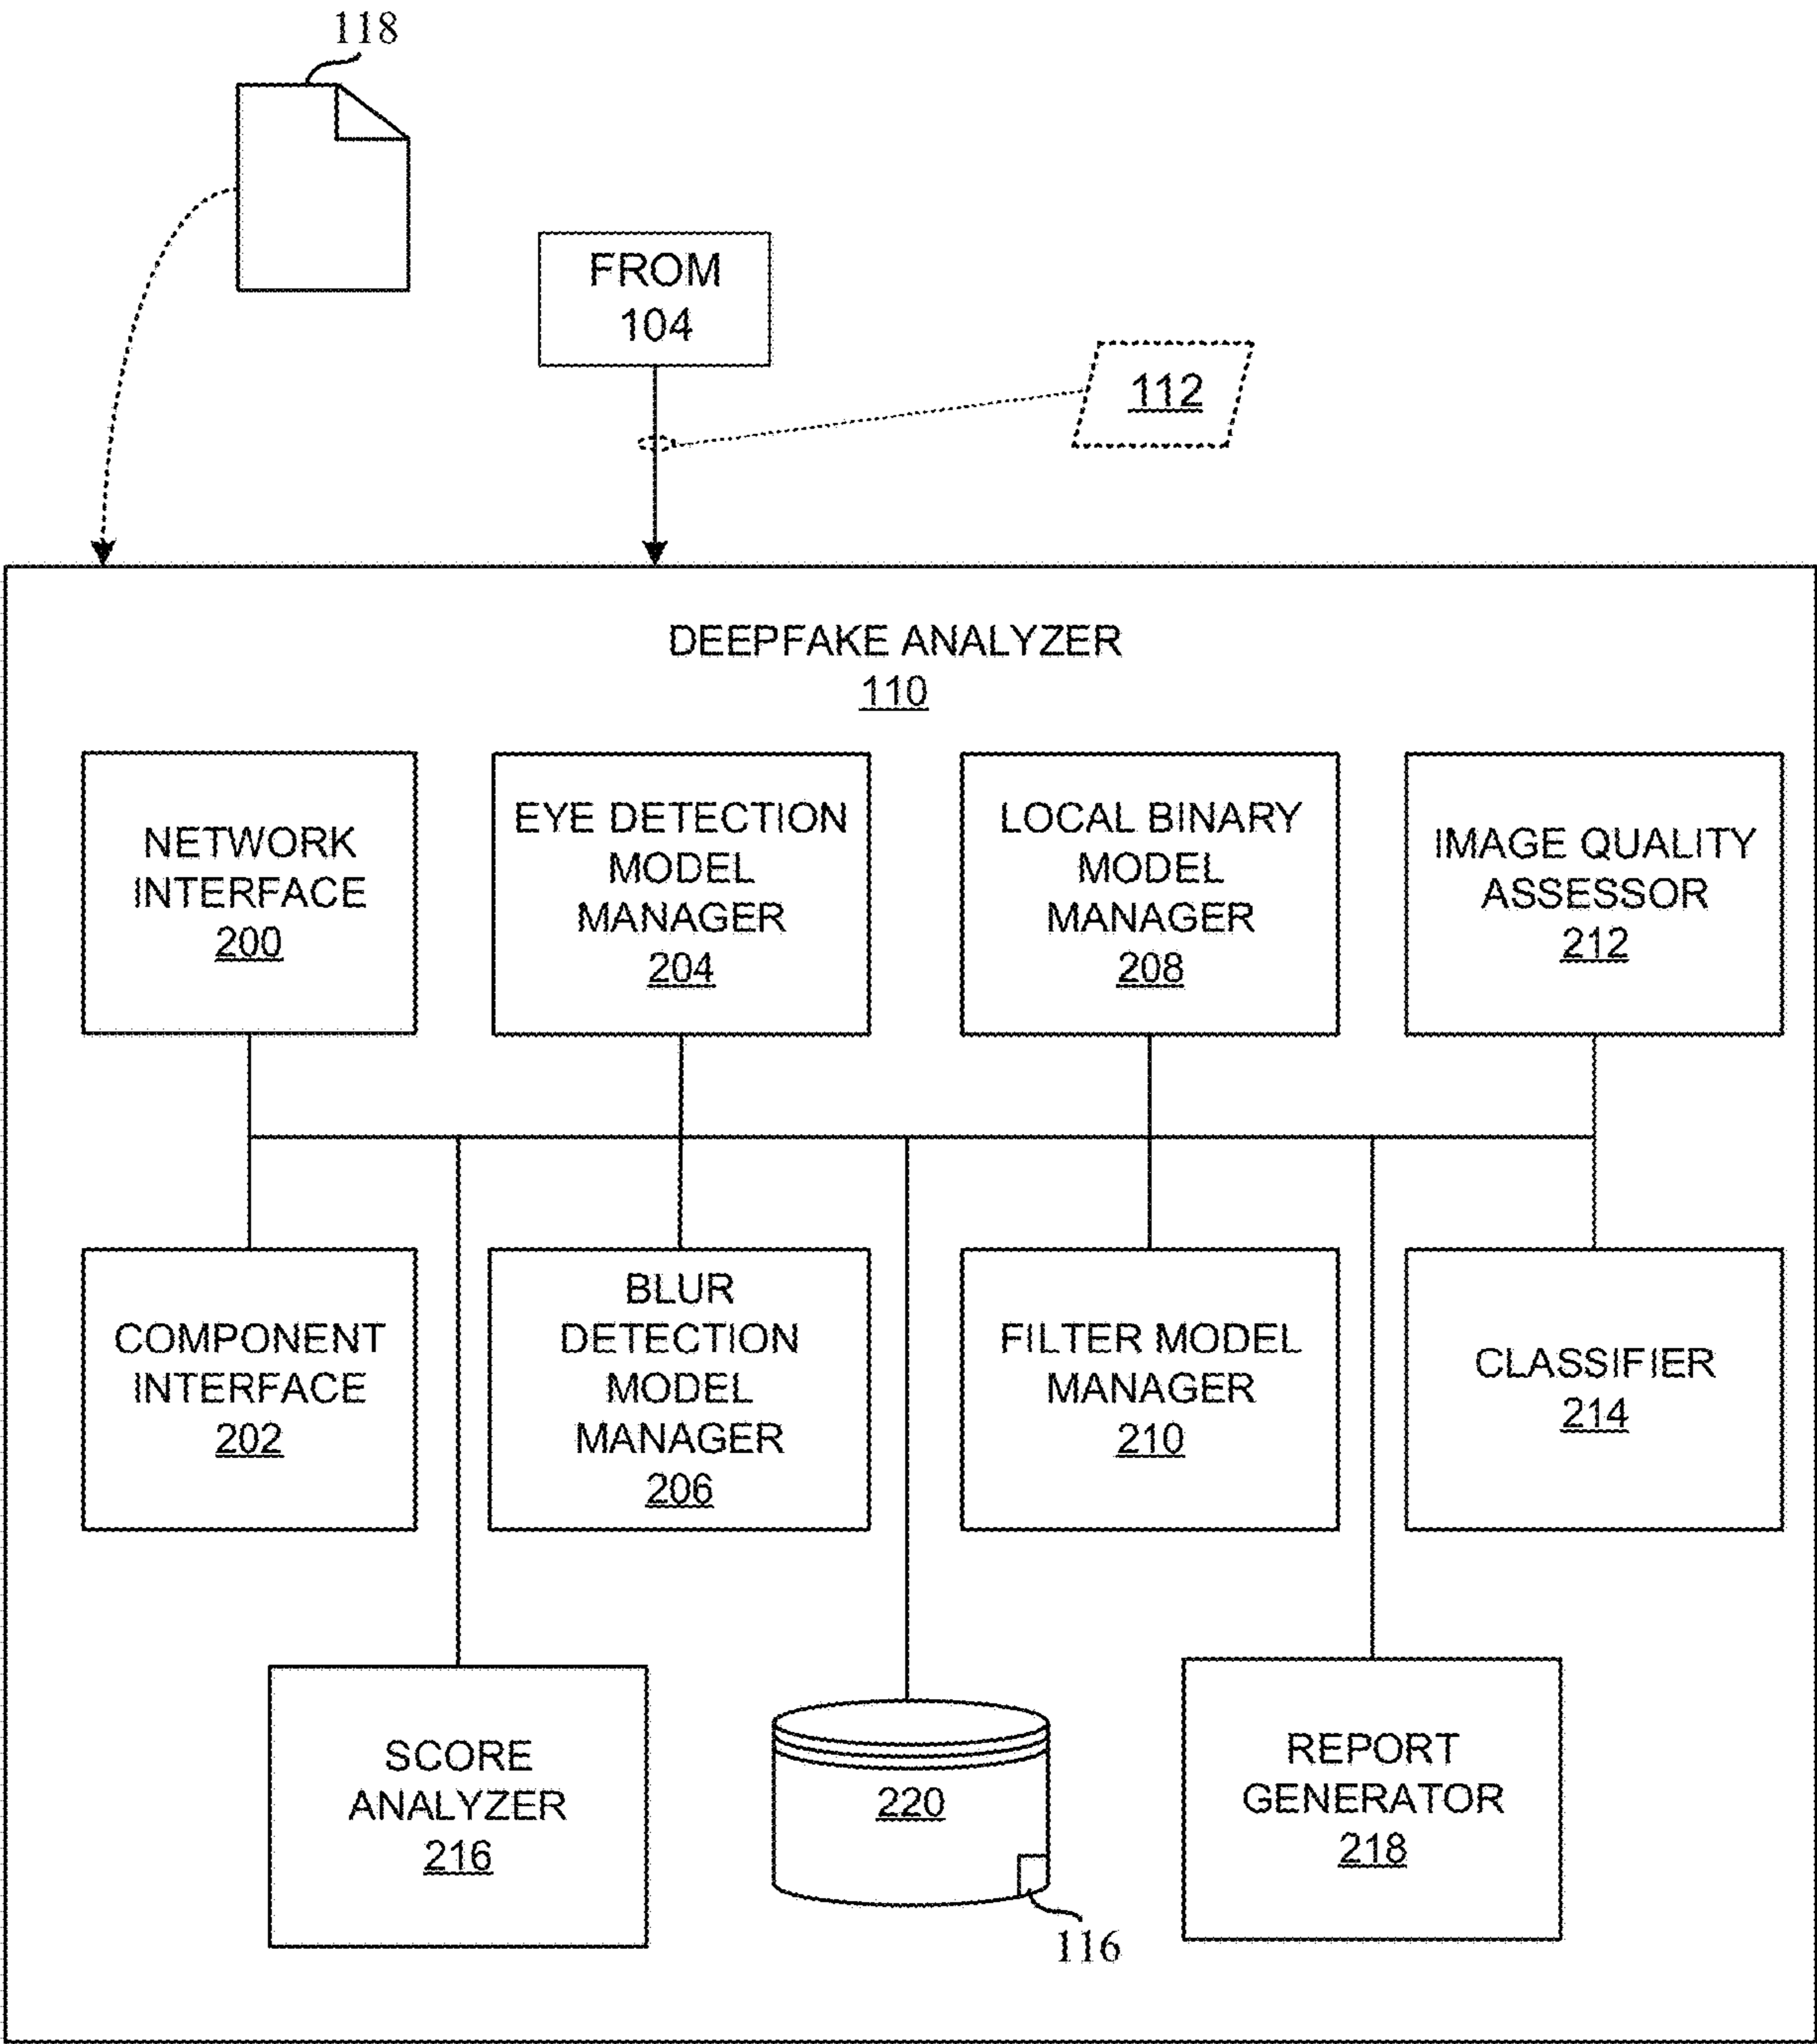 118
FROM
104
112
DEEPFAKE ANALYZER
110
NETWORK
INTERFACE
200
EYE DETECTION
MODEL
MANAGER
204
LOCAL BINARY
MODEL
MANAGER
208
IMAGE QUALITY
ASSESSOR
212
COMPONENT
INTERFACE
202
BLUR
DETECTION
MODEL
MANAGER
206
FILTER MODEL
MANAGER
210
CLASSIFIER
214
SCORE
ANALYZER
216
220
116
REPORT
GENERATOR
218